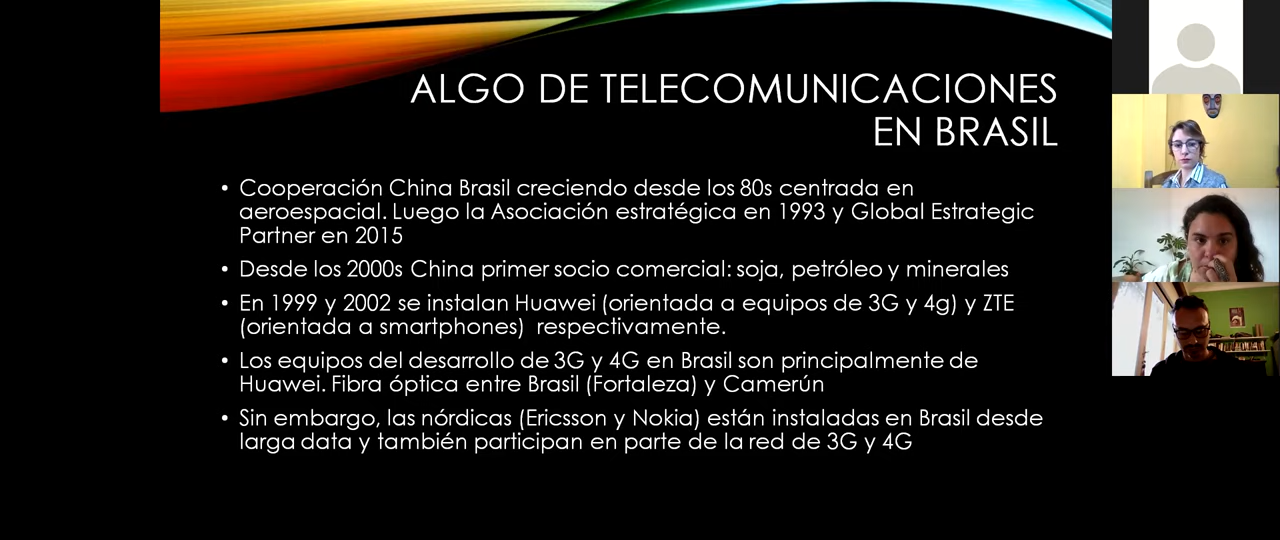 ALGO DE TELECOMUNICACIONES
EN BRASIL
• Cooperación China Brasil creciendo desde los 80s centrada en
aeroespacial. Luego la Asociación estratégica en 1993 y Global Estrategic
Partner en 2015
• Desde los 2000s China primer socio comercial: soja, petróleo y minerales
• En 1999 y 2002 se instalan Huawei (orientada a equipos de 3G y 4g) y ZTE
(orientada a smartphones) respectivamente.
• Los equipos del desarrollo de 3G y 4G en Brasil son principalmente de
Huawei. Fibra óptica entre Brasil (Fortaleza) y Camerún
• Sin embargo, las nórdicas (Ericsson y Nokia) están instaladas en Brasil desde
larga data y también participan en parte de la red de 3G y 4G